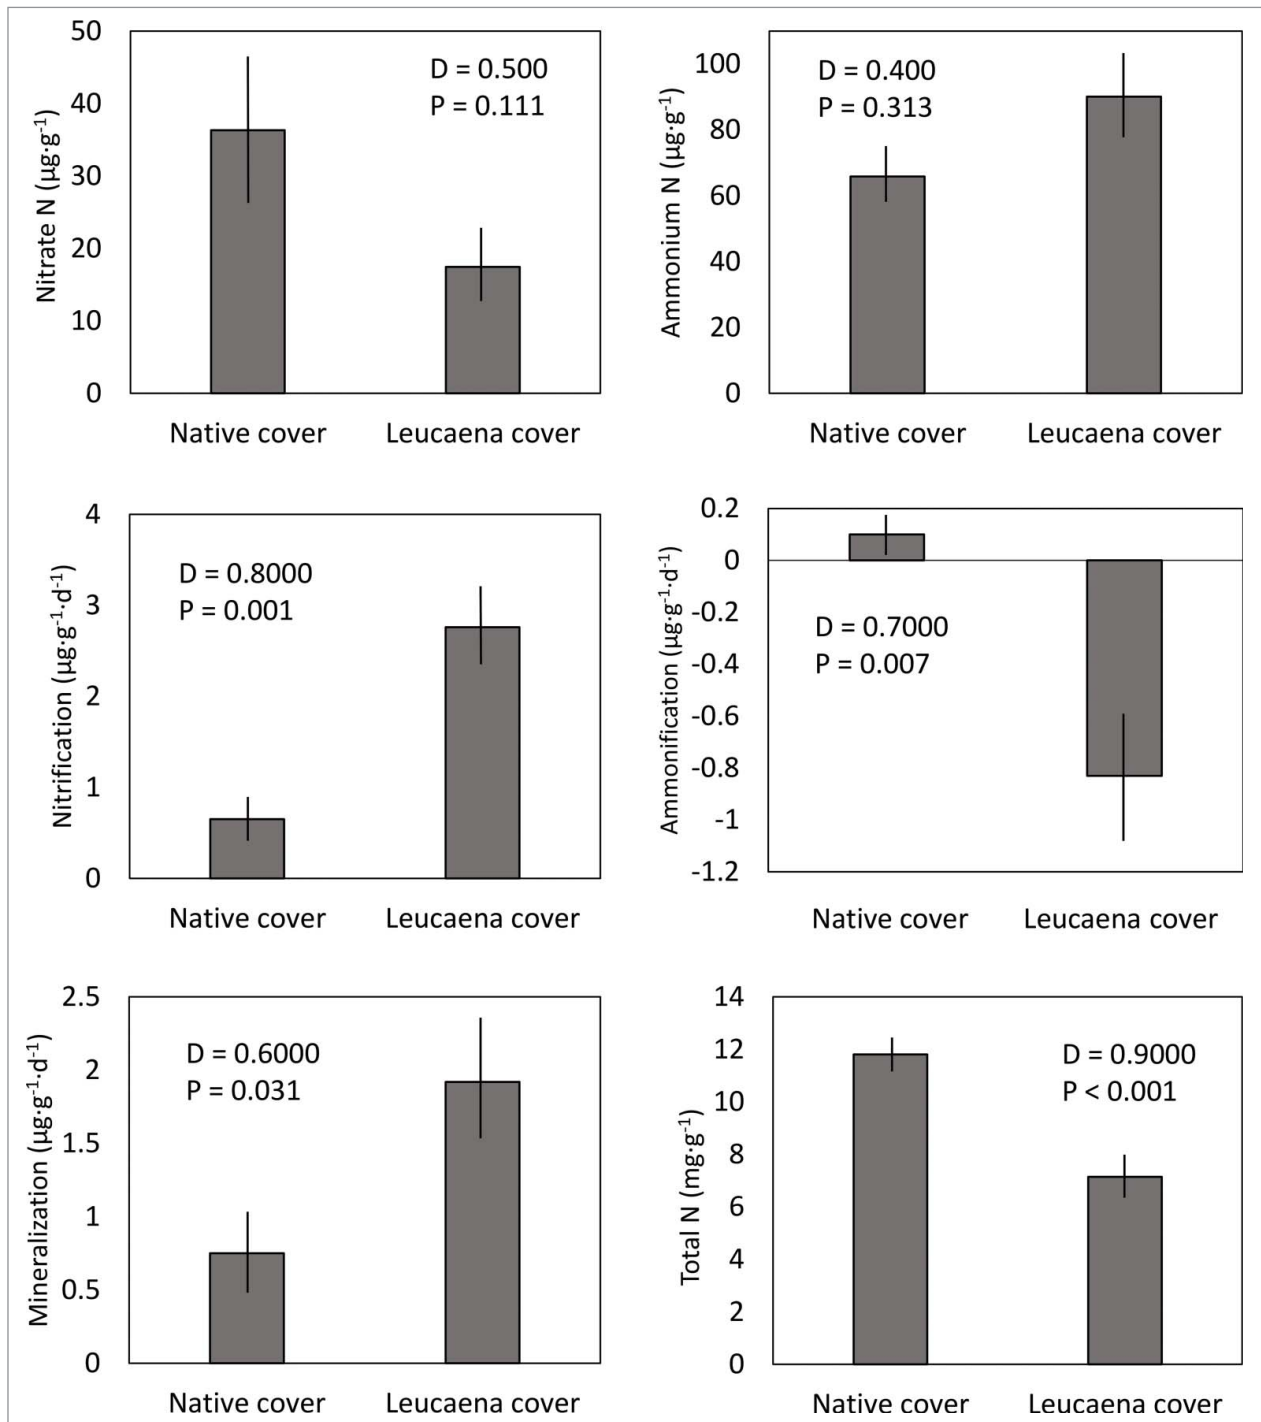 Nitrate N (µg·g⁻¹)
50
40
30
20
10
0
D = 0.500
P = 0.111
Native cover
Leucaena cover
Ammonium N (µg·g⁻¹)
100
80
60
40
20
0
D = 0.400
P = 0.313
Native cover
Leucaena cover
Nitrification (µg·g⁻¹·d⁻¹)
4
3
2
1
0
D = 0.8000
P = 0.001
Native cover
Leucaena cover
Ammonification (µg·g⁻¹·d⁻¹)
0.2
0
-0.2
-0.4
-0.6
-0.8
-1
-1.2
D = 0.7000
P = 0.007
Native cover
Leucaena cover
Mineralization (µg·g⁻¹·d⁻¹)
2.5
2
1.5
1
0.5
0
D = 0.6000
P = 0.031
Native cover
Leucaena cover
Total N (mg·g⁻¹)
14
12
10
8
6
4
2
0
D = 0.9000
P < 0.001
Native cover
Leucaena cover